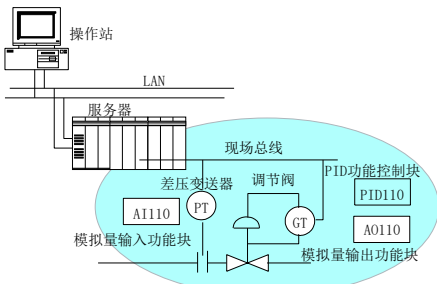 操作站
LAN
服务器
现场总线
差压变送器
调节阀
PID功能控制块
PID110
AI110
PT
GT
AO110
模拟量输入功能块
模拟量输出功能块